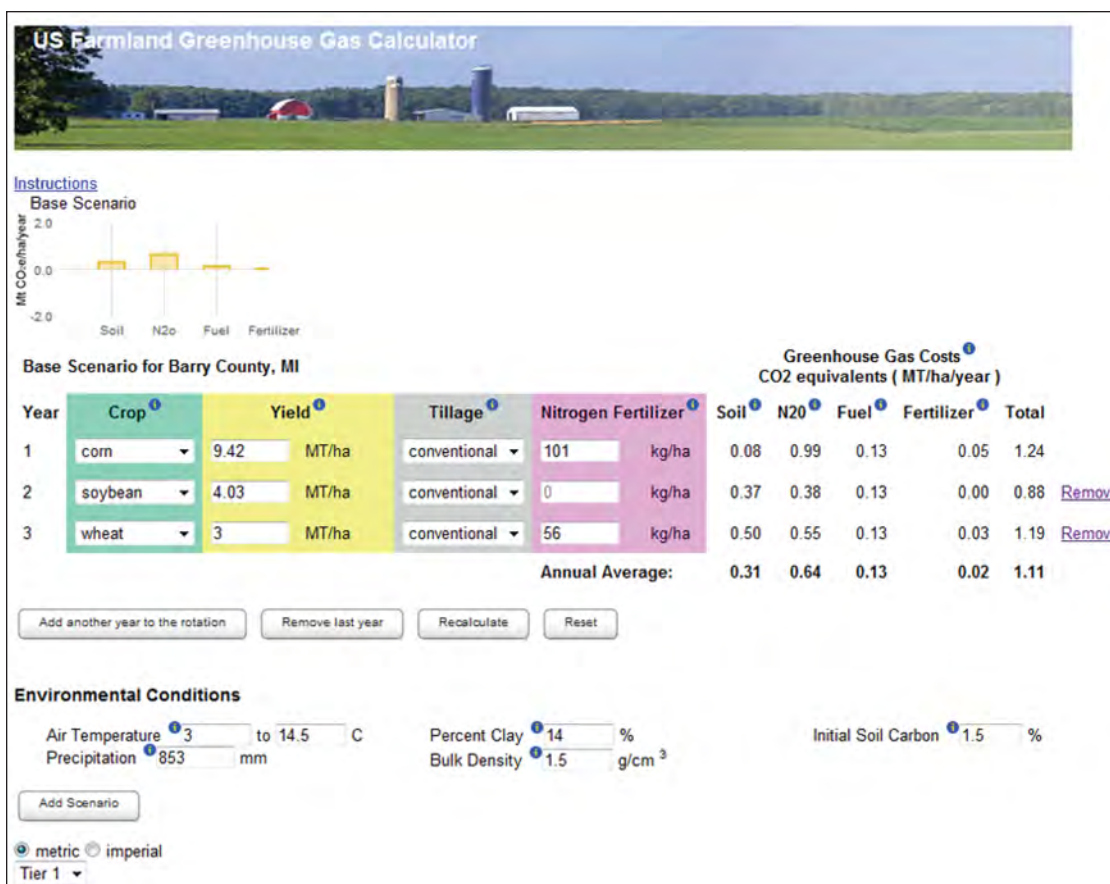 US Farmland Greenhouse Gas Calculator
Instructions
Base Scenario
Mt CO₂e/ha/year
2.0
0.0
-2.0
Soil N2o Fuel Fertilizer
Base Scenario for Barry County, MI
Greenhouse Gas Costs
CO2 equivalents ( MT/ha/year )
Year Crop Yield Tillage Nitrogen Fertilizer Soil N20 Fuel Fertilizer Total
1 corn 9.42 MT/ha conventional 101 kg/ha 0.08 0.99 0.13 0.05 1.24
2 soybean 4.03 MT/ha conventional 0 kg/ha 0.37 0.38 0.13 0.00 0.88 Remov
3 wheat 3 MT/ha conventional 56 kg/ha 0.50 0.55 0.13 0.03 1.19 Remov
Annual Average: 0.31 0.64 0.13 0.02 1.11
Add another year to the rotation Remove last year Recalculate Reset
Environmental Conditions
Air Temperature 3 to 14.5 C Percent Clay 14 % Initial Soil Carbon 1.5 %
Precipitation 853 mm Bulk Density 1.5 g/cm 3
Add Scenario
metric imperial
Tier 1